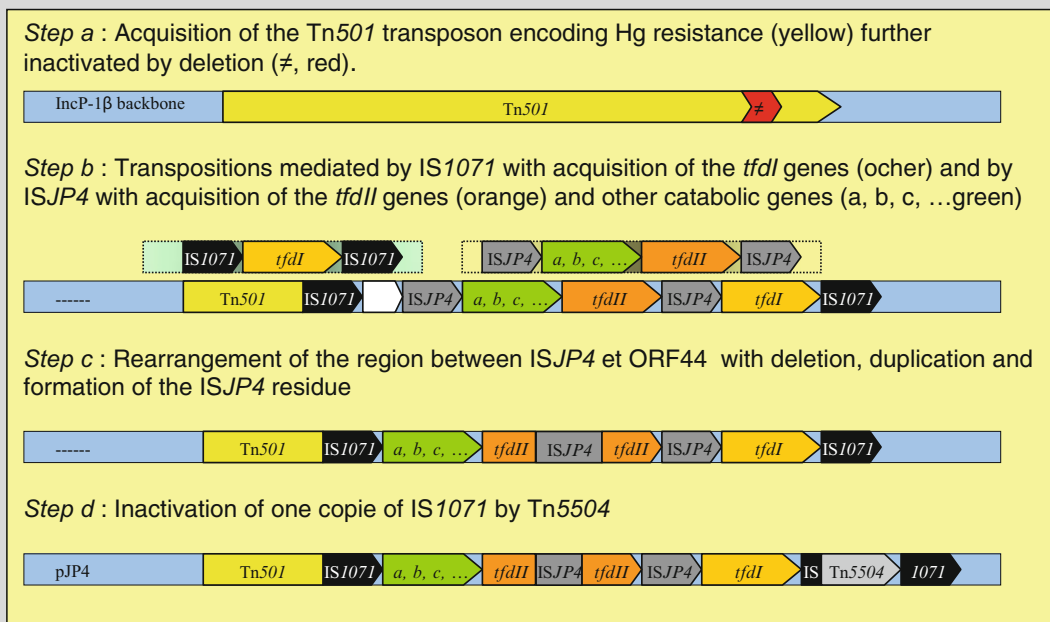 Step a : Acquisition of the Tn501 transposon encoding Hg resistance (yellow) further
inactivated by deletion (≠, red).
IncP-1β backbone Tn501 ≠
Step b : Transpositions mediated by IS1071 with acquisition of the tfdI genes (ocher) and by
ISJP4 with acquisition of the tfdII genes (orange) and other catabolic genes (a, b, c, ...green)
IS1071 tfdI IS1071 ISJP4 a, b, c, ... tfdII ISJP4
------ Tn501 IS1071 ISJP4 a, b, c, ... tfdII ISJP4 tfdI IS1071
Step c : Rearrangement of the region between ISJP4 et ORF44 with deletion, duplication and
formation of the ISJP4 residue
------ Tn501 IS1071 a, b, c, ... tfdII ISJP4 tfdII ISJP4 tfdI IS1071
Step d : Inactivation of one copie of IS1071 by Tn5504
pJP4 Tn501 IS1071 a, b, c, ... tfdII ISJP4 tfdII ISJP4 tfdI IS Tn5504 1071